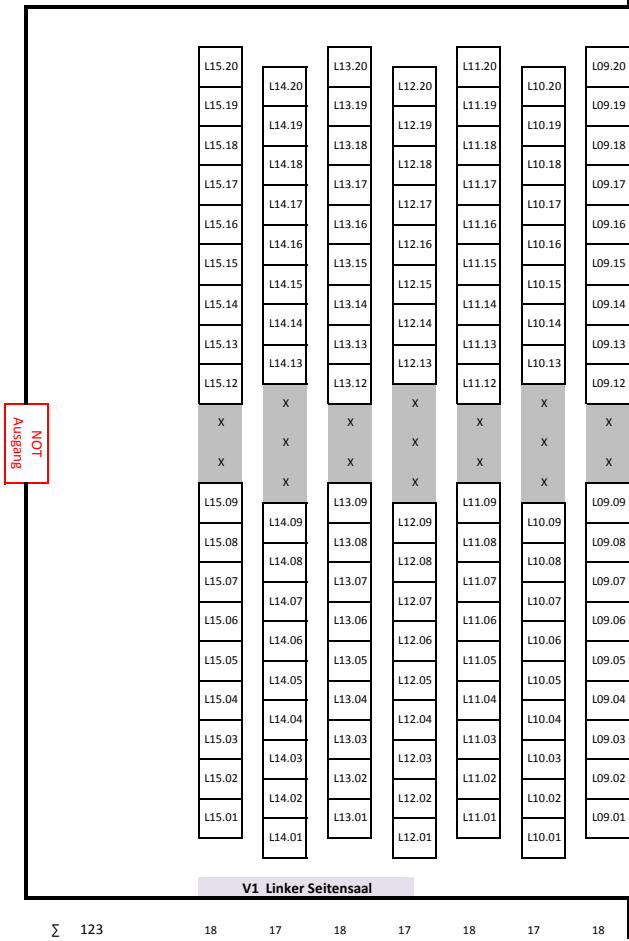 L15.20 L13.20 L11.20 L09.20
L14.20 L12.20 L10.20
L15.19 L13.19 L11.19 L09.19
L14.19 L12.19 L10.19
L15.18 L13.18 L11.18 L09.18
L14.18 L12.18 L10.18
L15.17 L13.17 L11.17 L09.17
L14.17 L12.17 L10.17
L15.16 L13.16 L11.16 L09.16
L14.16 L12.16 L10.16
L15.15 L13.15 L11.15 L09.15
L14.15 L12.15 L10.15
L15.14 L13.14 L11.14 L09.14
L14.14 L12.14 L10.14
L15.13 L13.13 L11.13 L09.13
L14.13 L12.13 L10.13
L15.12 L13.12 L11.12 L09.12
X X X
X X X X
NOT
Ausgang
X X X
X X X X
X X X
L15.09 L13.09 L11.09 L09.09
L14.09 L12.09 L10.09
L15.08 L13.08 L11.08 L09.08
L14.08 L12.08 L10.08
L15.07 L13.07 L11.07 L09.07
L14.07 L12.07 L10.07
L15.06 L13.06 L11.06 L09.06
L14.06 L12.06 L10.06
L15.05 L13.05 L11.05 L09.05
L14.05 L12.05 L10.05
L15.04 L13.04 L11.04 L09.04
L14.04 L12.04 L10.04
L15.03 L13.03 L11.03 L09.03
L14.03 L12.03 L10.03
L15.02 L13.02 L11.02 L09.02
L14.02 L12.02 L10.02
L15.01 L13.01 L11.01 L09.01
L14.01 L12.01 L10.01
V1 Linker Seitensaal
∑ 123 18 17 18 17 18 17 18